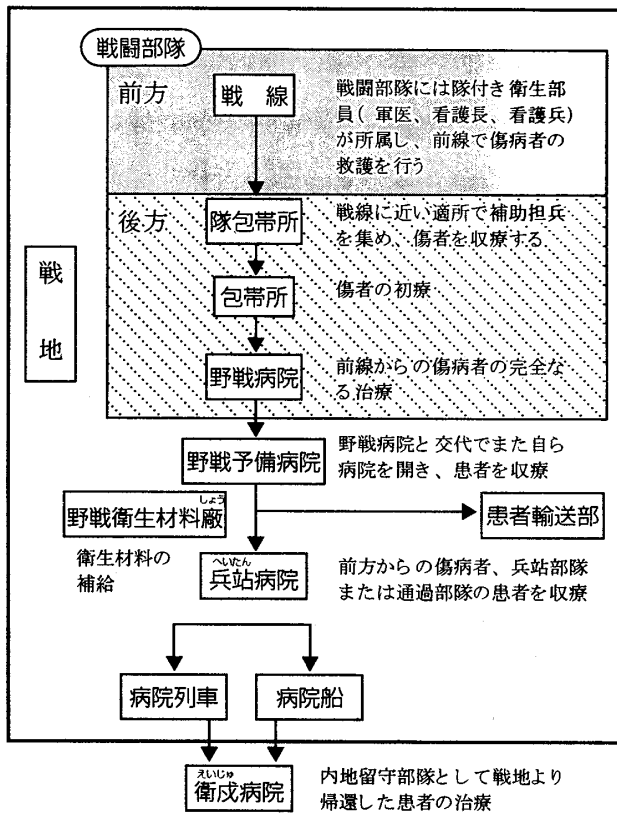 戦闘部隊
前方
戦線
戦闘部隊には隊付き衛生部
員(軍医、看護長、看護兵)
が所属し、前線で傷病者の
救護を行う
戦地
後方
隊包帯所
戦線に近い適所で補助担兵
を集め、傷者を収療する
包帯所
傷者の初療
野戦病院
前線からの傷病者の完全な
る治療
野戦予備病院
野戦病院と交代でまた自ら
病院を開き、患者を収療
しょう
野戦衛生材料廠
衛生材料の
補給
患者輸送部
へいたん
兵站病院
前方からの傷病者、兵站部隊
または通過部隊の患者を収療
病院列車
病院船
えいじゅ
衛戍病院
内地留守部隊として戦地より
帰還した患者の治療